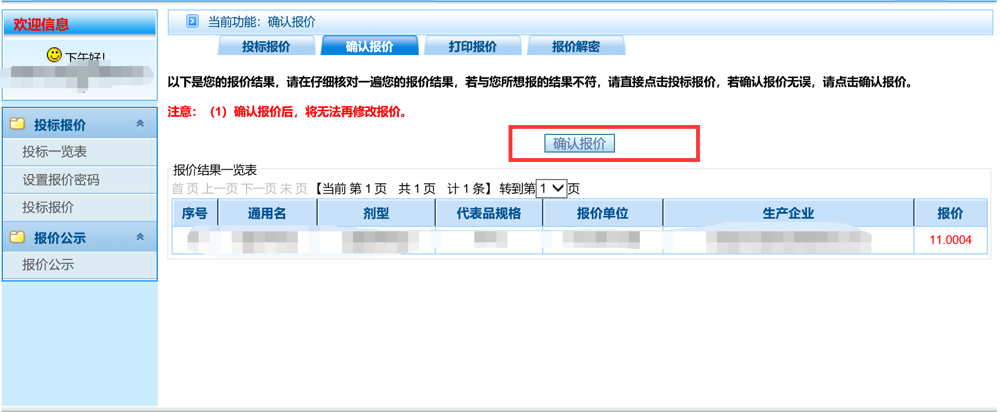 欢迎信息
下午好！
投标报价
投标一览表
设置报价密码
投标报价
报价公示
报价公示
当前功能：确认报价
投标报价 确认报价 打印报价 报价解密
以下是您的报价结果，请在仔细核对一遍您的报价结果，若与您所想报的结果不符，请直接点击投标报价，若确认报价无误，请点击确认报价。
注意：（1）确认报价后，将无法再修改报价。
确认报价
报价结果一览表
首 页 上一页 下一页 末 页 【当前 第 1 页 共 1 页 计 1 条】 转到第 1 页
序号 通用名 剂型 代表品规格 报价单位 生产企业 报价
11.0004